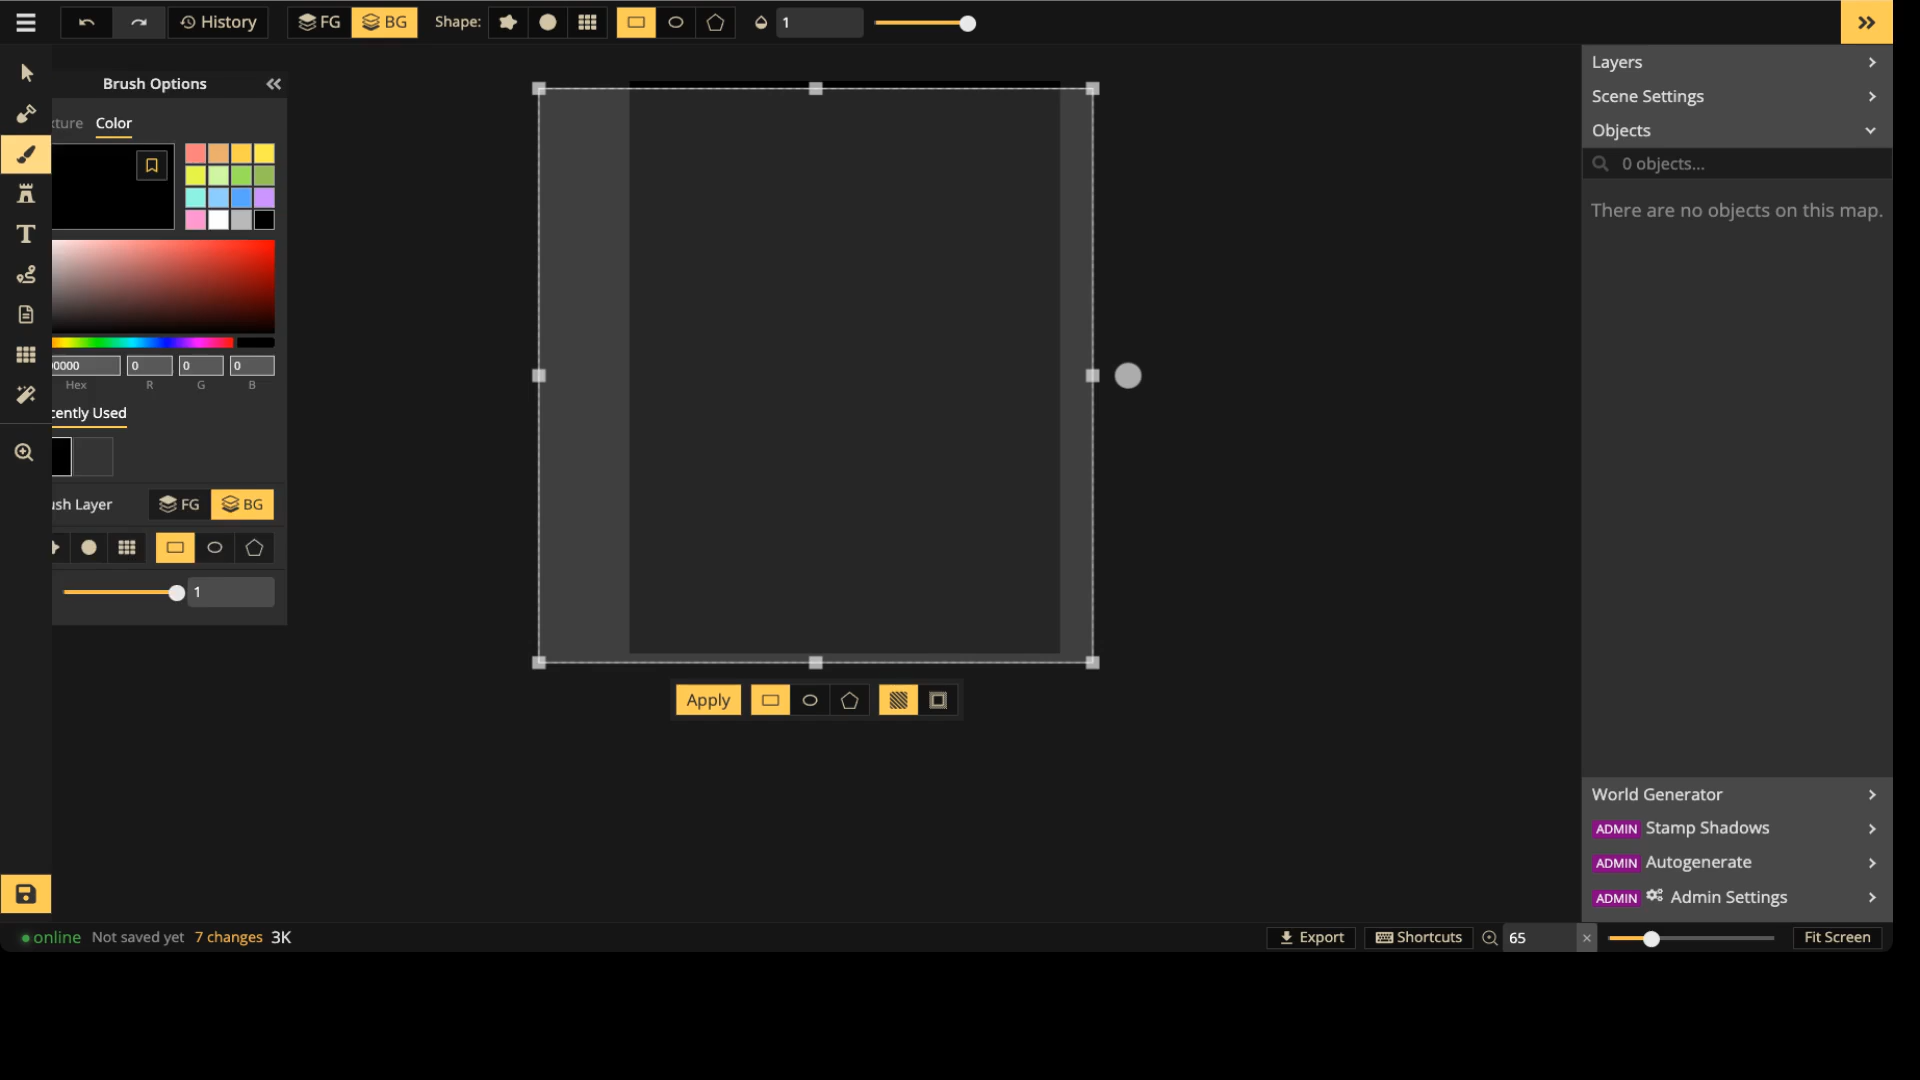 History
FG
BG
Shape:
1
Brush Options
ture
Color
0000
0
0
0
Hex
R
G
B
cently Used
ush Layer
FG
BG
1
Apply
Layers
Scene Settings
Objects
0 objects...
There are no objects on this map.
World Generator
ADMIN Stamp Shadows
ADMIN Autogenerate
ADMIN Admin Settings
online Not saved yet 7 changes 3K
Export
Shortcuts
65
Fit Screen